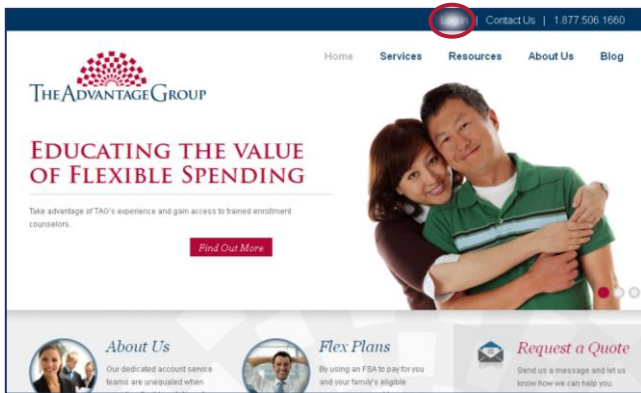 Login | Contact Us | 1.877.506.1660
Home Services Resources About Us Blog
THE ADVANTAGE GROUP
EDUCATING THE VALUE
OF FLEXIBLE SPENDING
Take advantage of TAG's experience and gain access to trained enrollment
counselors.
Find Out More
About Us
Our dedicated account service
teams are unequaled when
Flex Plans
By using an FSA to pay for you
and your family's eligible
Request a Quote
Send us a message and let us
know how we can help you.